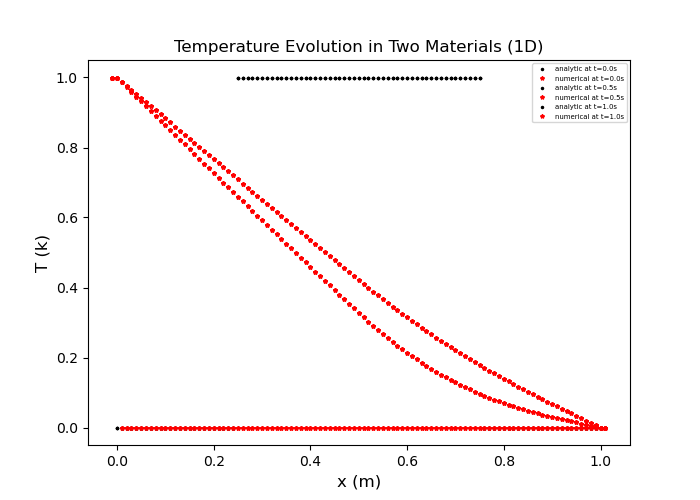 Temperature Evolution in Two Materials (1D)
analytic at t=0.0s
numerical at t=0.0s
analytic at t=0.5s
numerical at t=0.5s
analytic at t=1.0s
numerical at t=1.0s
T (k)
1.0
0.8
0.6
0.4
0.2
0.0
0.0 0.2 0.4 0.6 0.8 1.0
x (m)